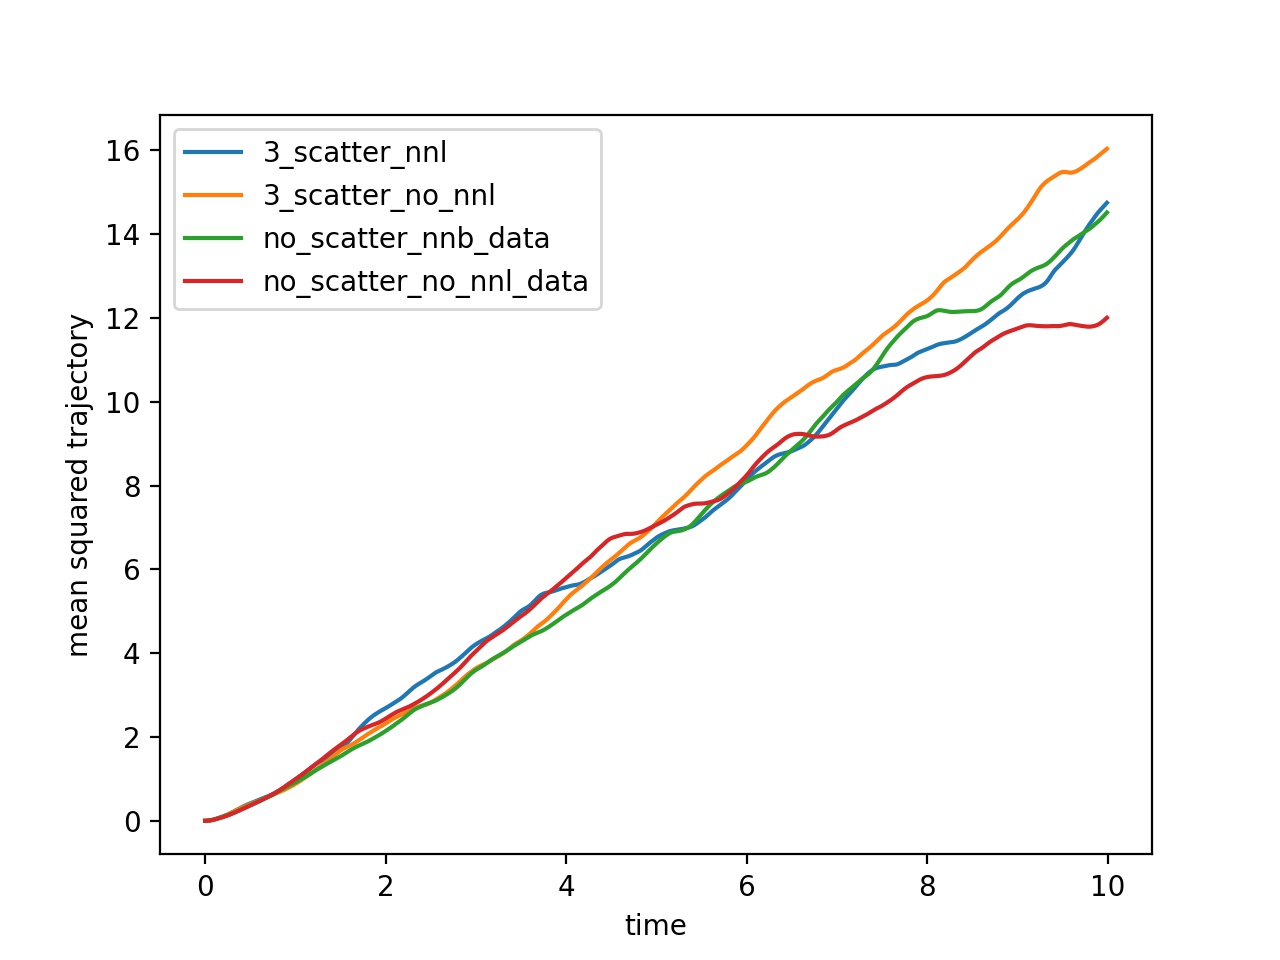 3_scatter_nnl
3_scatter_no_nnl
no_scatter_nnb_data
no_scatter_no_nnl_data
mean squared trajectory
16
14
12
10
8
6
4
2
0
0 2 4 6 8 10
time